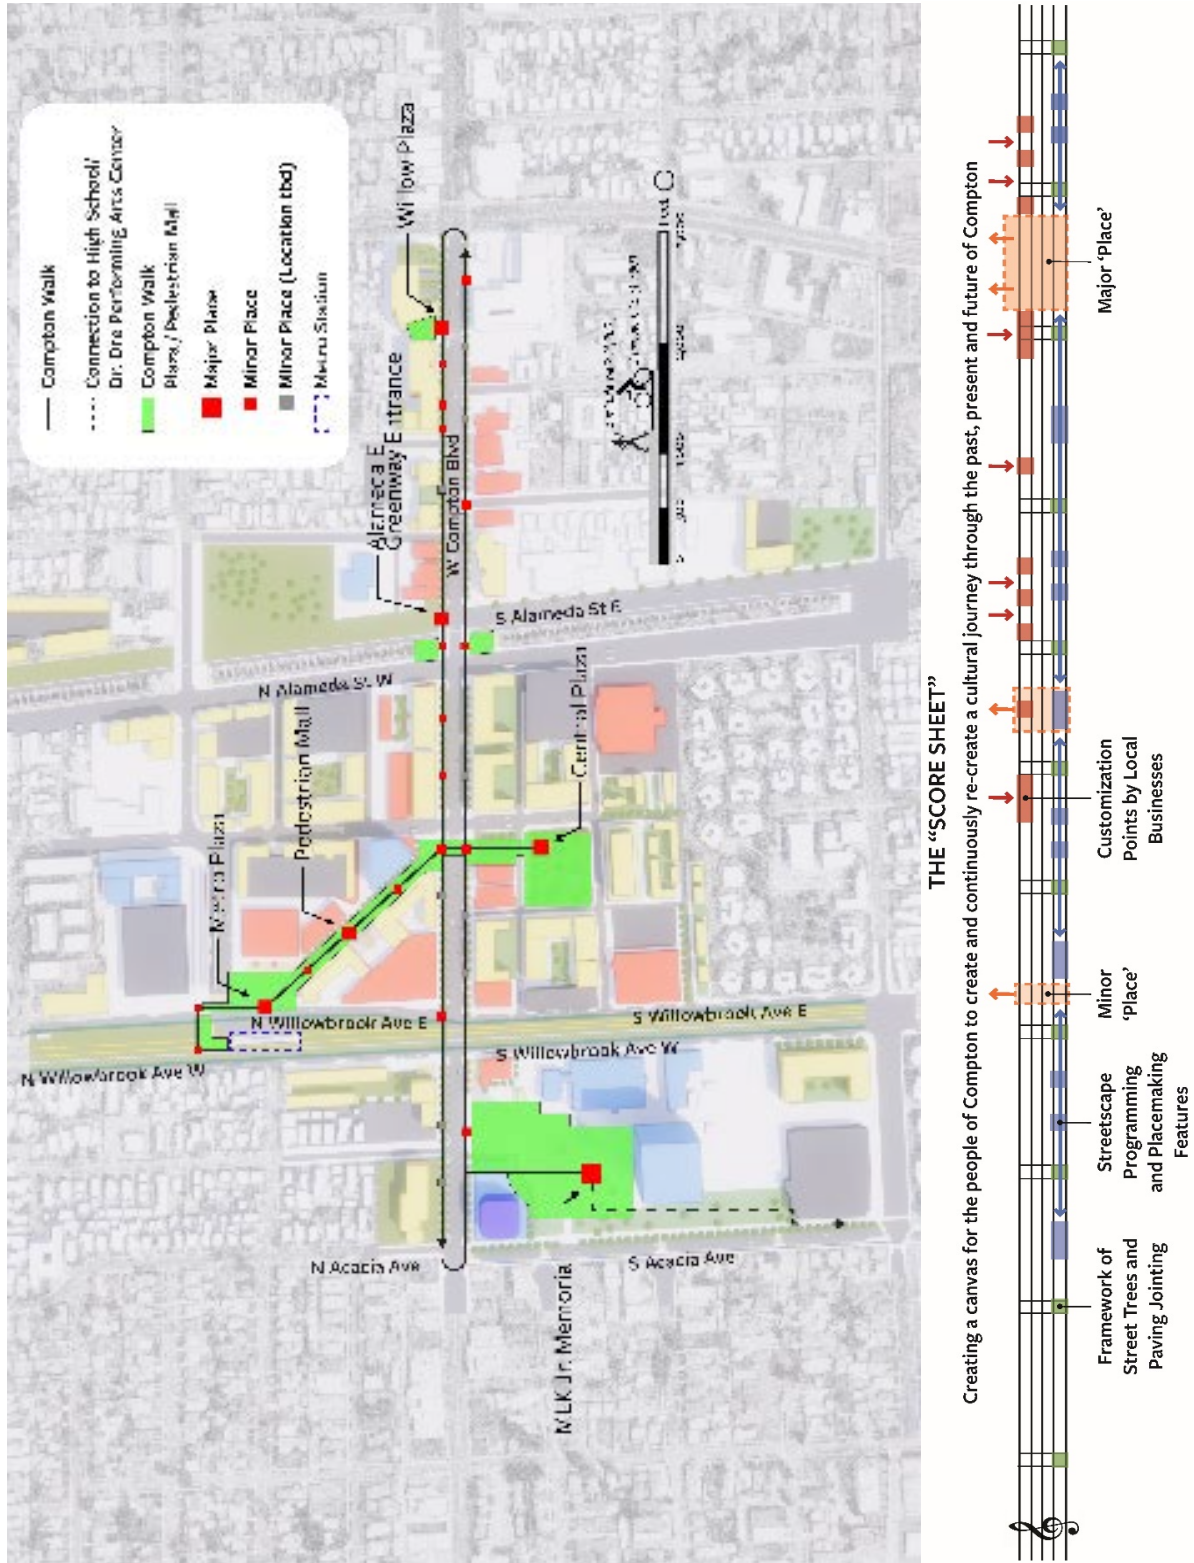 Compton Walk
Connection to High School/
Dr. Dre Performing Arts Center
Compton Walk
Plaza / Pedestrian Mall
Major Place
Minor Place
Minor Place (Location tbd)
Metro Station
Willow Plaza
Alameda E
Greenway Entrance
W Compton Blvd
S Alameda St E
N Alameda St W
Pedestrian Mall
Central Plaza
Metro Plaza
N Willowbrook Ave E
S Willowbrook Ave E
N Willowbrook Ave W
S Willowbrook Ave W
N Acacia Ave
S Acacia Ave
MLK Jr. Memoria
THE “SCORE SHEET”
Creating a canvas for the people of Compton to create and continuously re-create a cultural journey through the past, present and future of Compton
Framework of
Street Trees and
Paving Jointing
Streetscape
Programming
and Placemaking
Features
Minor
‘Place’
Customization
Points by Local
Businesses
Major ‘Place’